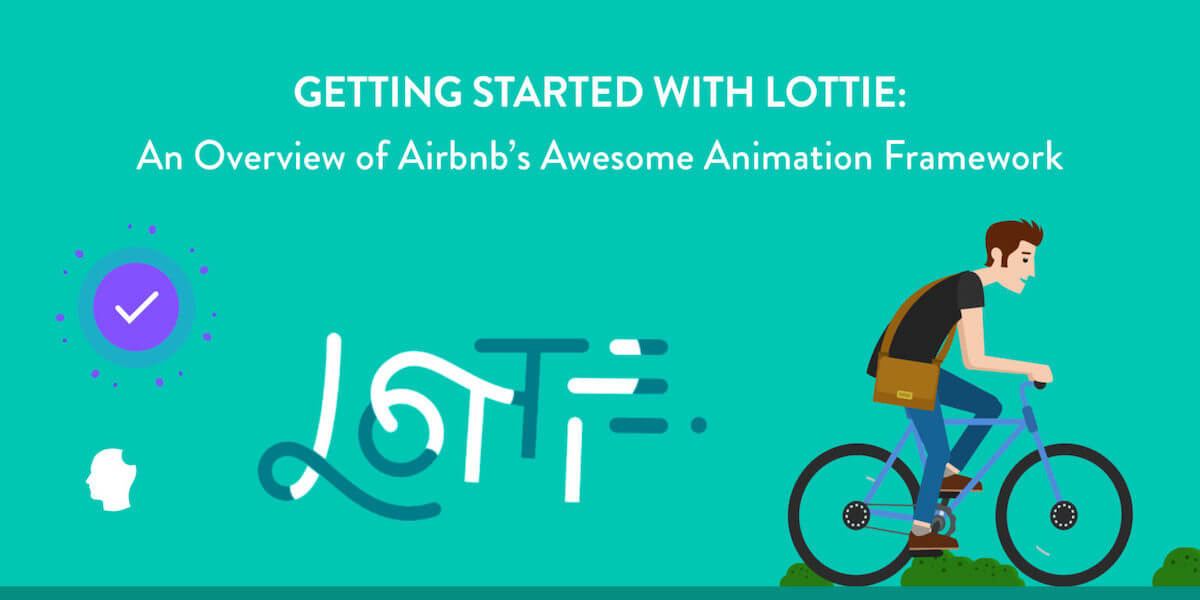 GETTING STARTED WITH LOTTIE:
An Overview of Airbnb's Awesome Animation Framework
LOTTIE.